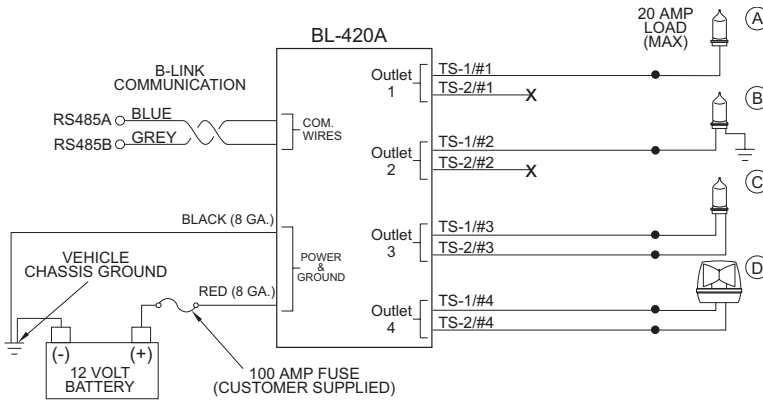 BL-420A
B-LINK
COMMUNICATION
RS485A BLUE
RS485B GREY
COM.
WIRES
BLACK (8 GA.)
POWER
&
GROUND
RED (8 GA.)
VEHICLE
CHASSIS GROUND
(-) (+)
12 VOLT
BATTERY
100 AMP FUSE
(CUSTOMER SUPPLIED)
20 AMP
LOAD
(MAX)
Outlet
1
TS-1/#1
TS-2/#1
X
A
Outlet
2
TS-1/#2
TS-2/#2
X
B
Outlet
3
TS-1/#3
TS-2/#3
C
Outlet
4
TS-1/#4
TS-2/#4
D